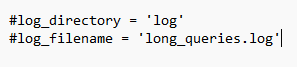 #log_directory = 'log'
#log_filename = 'long_queries.log'